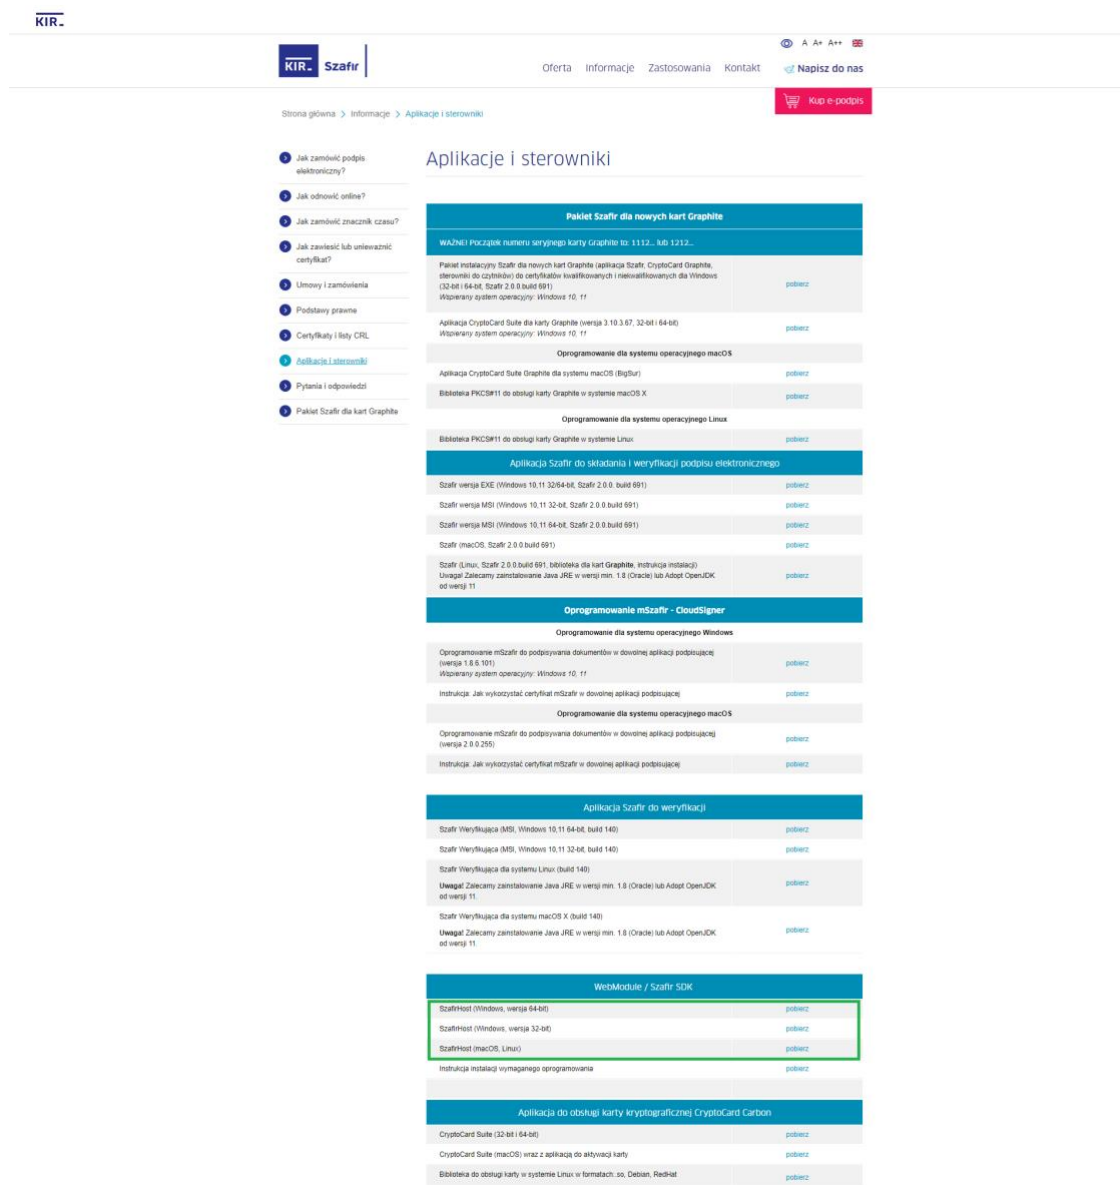 KIR
A A+ A++
KIR Szafir
Oferta Informacje Zastosowania Kontakt Napisz do nas
Kup e-podpis
Strona główna > Informacje > Aplikacje i sterowniki
Jak zamówić podpis
elektroniczny?
Jak odnowić online?
Jak zamówić znacznik czasu?
Jak zawiesić lub unieważnić
certyfikat?
Umowy i zamówienia
Podstawy prawne
Certyfikaty i listy CRL
Aplikacje i sterowniki
Pytania i odpowiedzi
Pakiet Szafir dla kart Graphite
Aplikacje i sterowniki
Pakiet Szafir dla nowych kart Graphite
WAŻNE! Początek numeru seryjnego karty Graphite to: 1112... lub 1212...
Pakiet instalacyjny Szafir dla nowych kart Graphite (aplikacja Szafir, CryptoCard Graphite,
sterowniki do czytników) do certyfikatów kwalifikowanych i niekwalifikowanych dla Windows
(32-bit i 64-bit, Szafir 2.0.0.build 691)
Wspierany system operacyjny: Windows 10, 11
pobierz
Aplikacja CryptoCard Suite dla karty Graphite (wersja 3.10.3.67, 32-bit i 64-bit)
Wspierany system operacyjny: Windows 10, 11
pobierz
Oprogramowanie dla systemu operacyjnego macOS
Aplikacja CryptoCard Suite Graphite dla systemu macOS (BigSur) pobierz
Biblioteka PKCS#11 do obsługi karty Graphite w systemie macOS X pobierz
Oprogramowanie dla systemu operacyjnego Linux
Biblioteka PKCS#11 do obsługi karty Graphite w systemie Linux pobierz
Aplikacja Szafir do składania i weryfikacji podpisu elektronicznego
Szafir wersja EXE (Windows 10,11 32/64-bit, Szafir 2.0.0. build 691) pobierz
Szafir wersja MSI (Windows 10,11 32-bit, Szafir 2.0.0.build 691) pobierz
Szafir wersja MSI (Windows 10,11 64-bit, Szafir 2.0.0.build 691) pobierz
Szafir (macOS, Szafir 2.0.0.build 691) pobierz
Szafir (Linux, Szafir 2.0.0.build 691, biblioteka dla kart Graphite, instrukcja instalacji)
Uwaga! Zalecamy zainstalowanie Java JRE w wersji min. 1.8 (Oracle) lub Adopt OpenJDK
od wersji 11
pobierz
Oprogramowanie mSzafir - CloudSigner
Oprogramowanie dla systemu operacyjnego Windows
Oprogramowanie mSzafir do podpisywania dokumentów w dowolnej aplikacji podpisującej
(wersja 1.8.6.101)
Wspierany system operacyjny: Windows 10, 11
pobierz
Instrukcja: Jak wykorzystać certyfikat mSzafir w dowolnej aplikacji podpisującej pobierz
Oprogramowanie dla systemu operacyjnego macOS
Oprogramowanie mSzafir do podpisywania dokumentów w dowolnej aplikacji podpisującejj
(wersja 2.0.0.255)
pobierz
Instrukcja: Jak wykorzystać certyfikat mSzafir w dowolnej aplikacji podpisującej pobierz
Aplikacja Szafir do weryfikacji
Szafir Weryfikująca (MSI, Windows 10,11 64-bit, build 140) pobierz
Szafir Weryfikująca (MSI, Windows 10,11 32-bit, build 140) pobierz
Szafir Weryfikująca dla systemu Linux (build 140)
Uwaga! Zalecamy zainstalowanie Java JRE w wersji min. 1.8 (Oracle) lub Adopt OpenJDK
od wersji 11.
pobierz
Szafir Weryfikująca dla systemu macOS X (build 140)
Uwaga! Zalecamy zainstalowanie Java JRE w wersji min. 1.8 (Oracle) lub Adopt OpenJDK
od wersji 11.
pobierz
WebModule / Szafir SDK
SzafirHost (Windows, wersja 64-bit) pobierz
SzafirHost (Windows, wersja 32-bit) pobierz
SzafirHost (macOS, Linux) pobierz
Instrukcja instalacji wymaganego oprogramowania pobierz
Aplikacja do obsługi karty kryptograficznej CryptoCard Carbon
CryptoCard Suite (32-bit i 64-bit) pobierz
CryptoCard Suite (macOS) wraz z aplikacją do aktywacji karty pobierz
Biblioteka do obsługi karty w systemie Linux w formatach:.so, Debian, RedHat pobierz